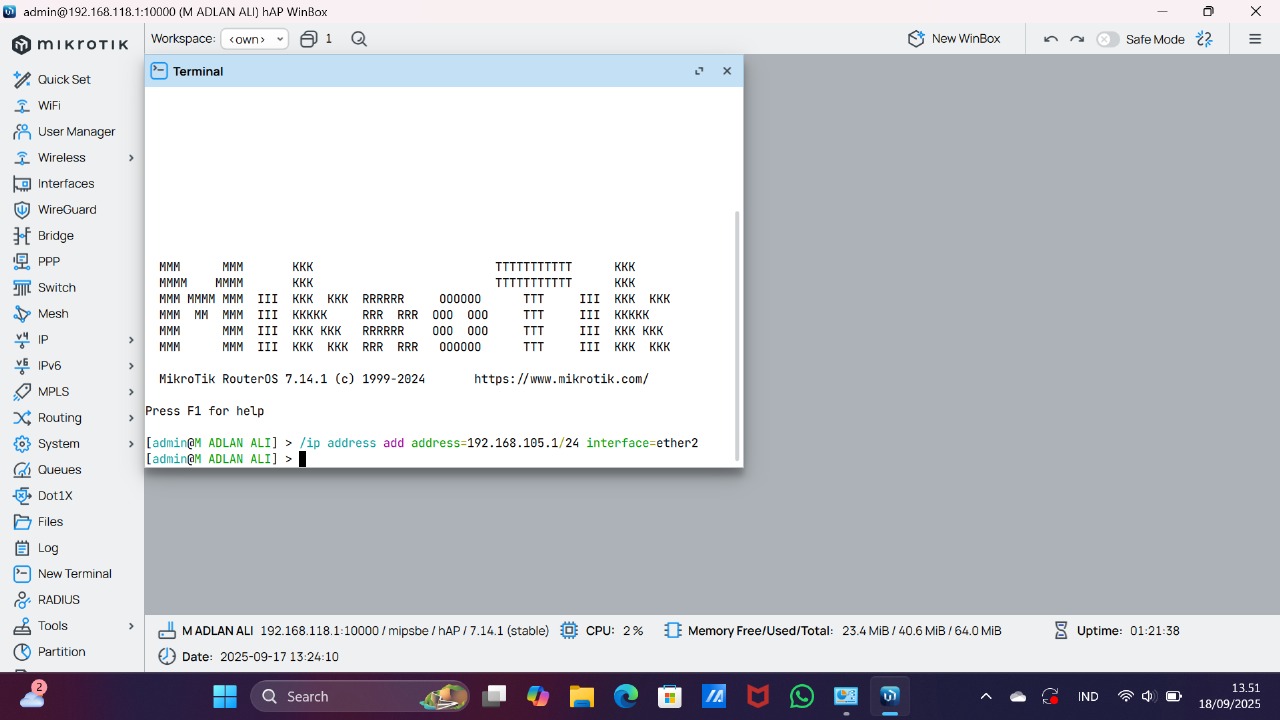 admin@192.168.118.1:10000 (M ADLAN ALI) hAP WinBox
mikrotik
Workspace: <own> 1
New WinBox
Safe Mode
Quick Set
WiFi
User Manager
Wireless
Interfaces
WireGuard
Bridge
PPP
Switch
Mesh
IP
IPv6
MPLS
Routing
System
Queues
Dot1X
Files
Log
New Terminal
RADIUS
Tools
Partition
Terminal
MMM      MMM       KKK                          TTTTTTTTTTT      KKK
MMMM    MMMM       KKK                          TTTTTTTTTTT      KKK
MMM MMMM MMM  III  KKK  KKK  RRRRRR     OOOOOO      TTT     III  KKK  KKK
MMM  MM  MMM  III  KKKKK     RRR  RRR  OOO  OOO     TTT     III  KKKKK
MMM      MMM  III  KKK KKK   RRRRRR    OOO  OOO     TTT     III  KKK KKK
MMM      MMM  III  KKK  KKK  RRR  RRR   OOOOOO      TTT     III  KKK  KKK
MikroTik RouterOS 7.14.1 (c) 1999-2024       https://www.mikrotik.com/
Press F1 for help
[admin@M ADLAN ALI] > /ip address add address=192.168.105.1/24 interface=ether2
[admin@M ADLAN ALI] >
M ADLAN ALI 192.168.118.1:10000 / mipsbe / hAP / 7.14.1 (stable) CPU: 2 % Memory Free/Used/Total: 23.4 MiB / 40.6 MiB / 64.0 MiB Uptime: 01:21:38
Date: 2025-09-17 13:24:10
2
Search
IND
13.51
18/09/2025